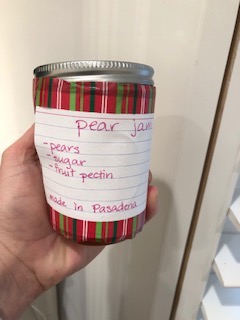 pear jam
-pears
-sugar
-fruit pectin
made in Pasadena